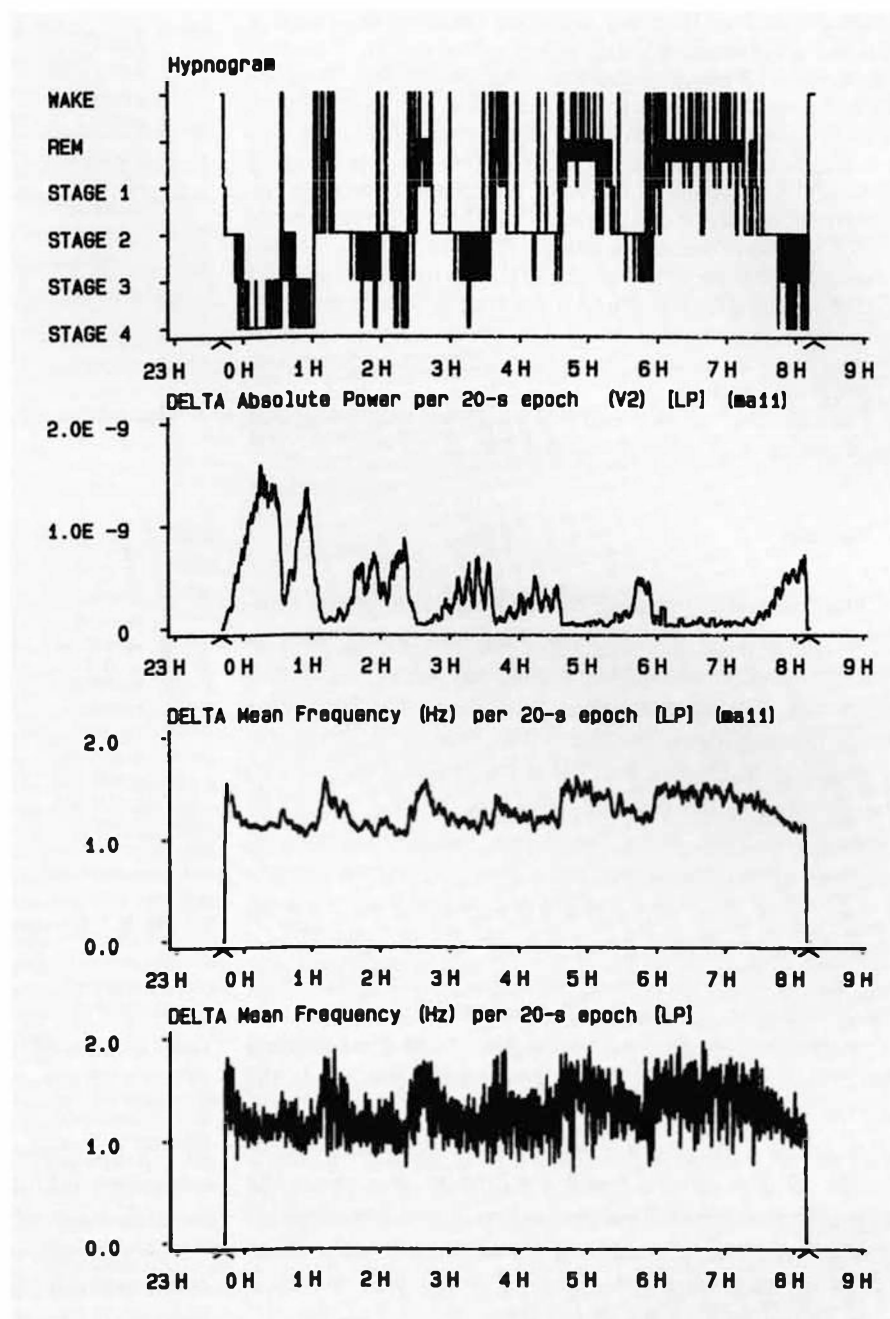 Hypnogram
WAKE
REM
STAGE 1
STAGE 2
STAGE 3
STAGE 4
23H 0H 1H 2H 3H 4H 5H 6H 7H 8H 9H
DELTA Absolute Power per 20-s epoch (V2) [LP] (ma11)
2.0E -9
1.0E -9
0
23H 0H 1H 2H 3H 4H 5H 6H 7H 8H 9H
DELTA Mean Frequency (Hz) per 20-s epoch [LP] (ma11)
2.0
1.0
0.0
23H 0H 1H 2H 3H 4H 5H 6H 7H 8H 9H
DELTA Mean Frequency (Hz) per 20-s epoch [LP]
2.0
1.0
0.0
23H 0H 1H 2H 3H 4H 5H 6H 7H 8H 9H